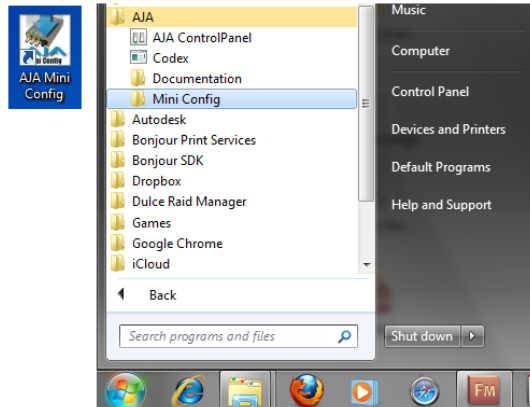 AJA Mini
Config
AJA
AJA ControlPanel
Codex
Documentation
Mini Config
Autodesk
Bonjour Print Services
Bonjour SDK
Dropbox
Dulce Raid Manager
Games
Google Chrome
iCloud
Back
Search programs and files
Music
Computer
Control Panel
Devices and Printers
Default Programs
Help and Support
Shut down
FM